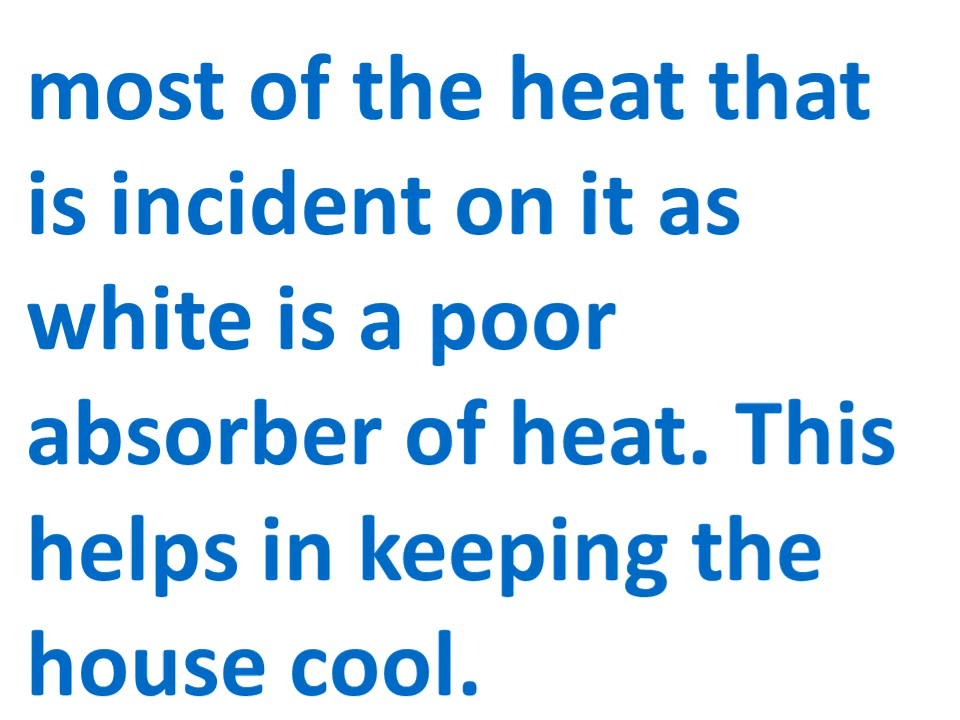 most of the heat that
is incident on it as
white is a poor
absorber of heat. This
helps in keeping the
house cool.